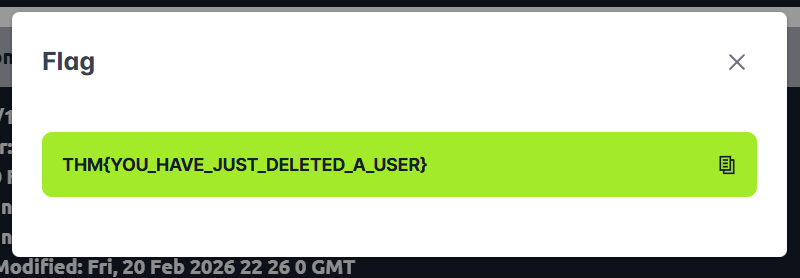 Flag
THM{YOU_HAVE_JUST_DELETED_A_USER}
Modified: Fri, 20 Feb 2026 22 26 0 GMT